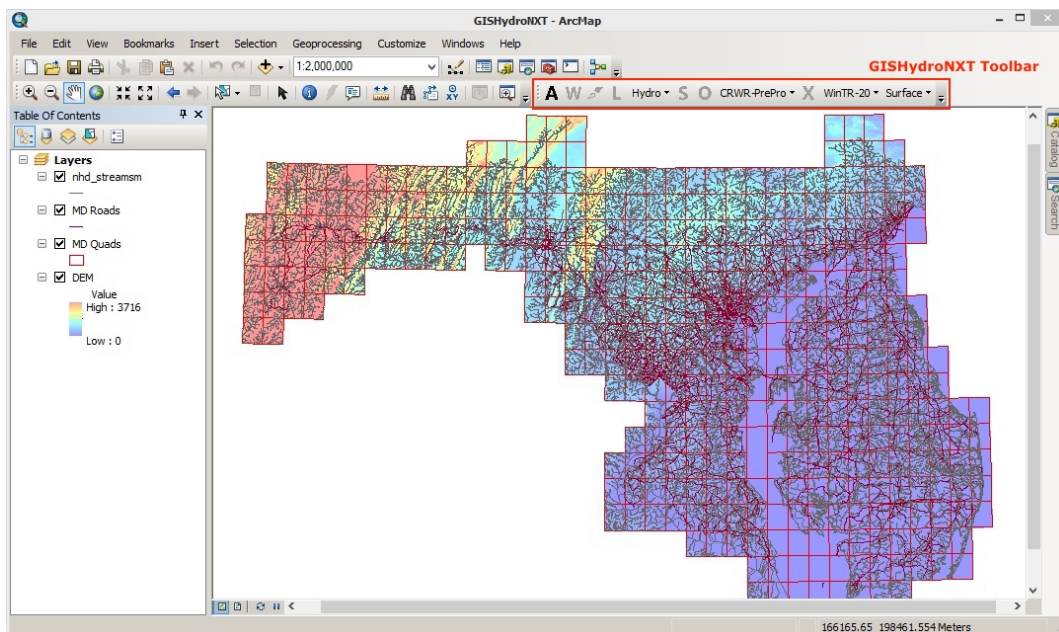 GISHydroNXT - ArcMap
File Edit View Bookmarks Insert Selection Geoprocessing Customize Windows Help
1:2,000,000
GISHydroNXT Toolbar
A W L Hydro S O CRWR-PrePro X WinTR-20 Surface
Table Of Contents
Layers
nhd_streamsm
MD Roads
MD Quads
DEM
Value
High : 3716
Low : 0
Catalog
Search
166165.65 198461.554 Meters